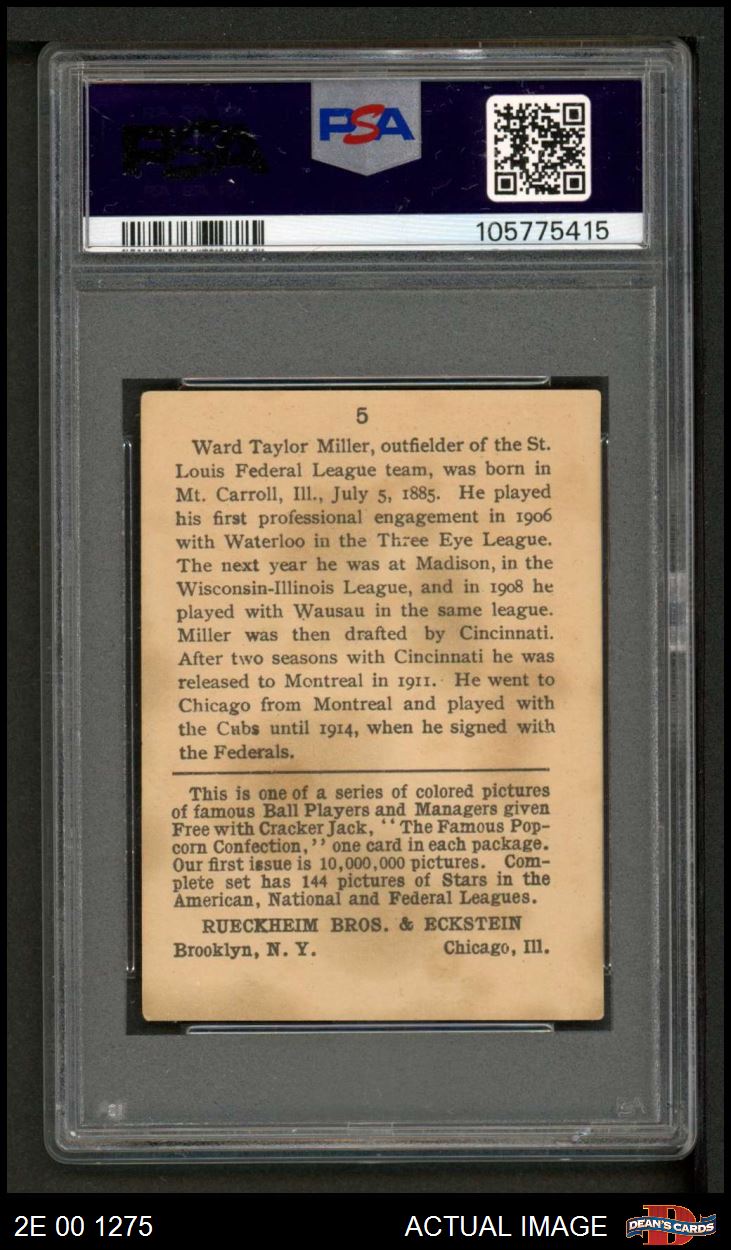 PSA
105775415
5
Ward Taylor Miller, outfielder of the St.
Louis Federal League team, was born in
Mt. Carroll, Ill., July 5, 1885. He played
his first professional engagement in 1906
with Waterloo in the Three Eye League.
The next year he was at Madison, in the
Wisconsin-Illinois League, and in 1908 he
played with Wausau in the same league.
Miller was then drafted by Cincinnati.
After two seasons with Cincinnati he was
released to Montreal in 1911. He went to
Chicago from Montreal and played with
the Cubs until 1914, when he signed with
the Federals.
This is one of a series of colored pictures
of famous Ball Players and Managers given
Free with Cracker Jack, "The Famous Pop-
corn Confection," one card in each package.
Our first issue is 10,000,000 pictures. Com-
plete set has 144 pictures of Stars in the
American, National and Federal Leagues.
RUECKHEIM BROS. & ECKSTEIN
Brooklyn, N. Y. Chicago, Ill.
2E 00 1275 ACTUAL IMAGE D DEAN'S CARDS